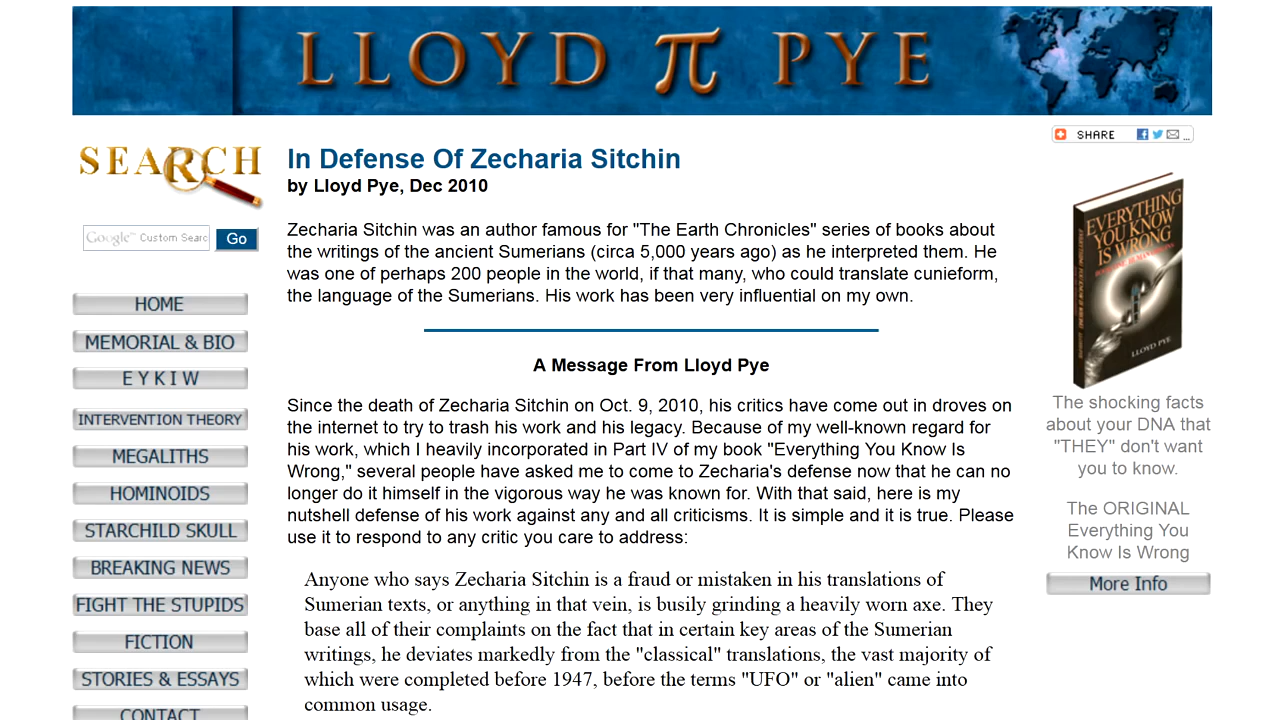 LLOYD π PYE
SHARE
SEARCH
Google™ Custom Searc
Go
HOME
MEMORIAL & BIO
E Y K I W
INTERVENTION THEORY
MEGALITHS
HOMINOIDS
STARCHILD SKULL
BREAKING NEWS
FIGHT THE STUPIDS
FICTION
STORIES & ESSAYS
CONTACT
In Defense Of Zecharia Sitchin
by Lloyd Pye, Dec 2010
Zecharia Sitchin was an author famous for "The Earth Chronicles" series of books about
the writings of the ancient Sumerians (circa 5,000 years ago) as he interpreted them. He
was one of perhaps 200 people in the world, if that many, who could translate cunieform,
the language of the Sumerians. His work has been very influential on my own.
A Message From Lloyd Pye
Since the death of Zecharia Sitchin on Oct. 9, 2010, his critics have come out in droves on
the internet to try to trash his work and his legacy. Because of my well-known regard for
his work, which I heavily incorporated in Part IV of my book "Everything You Know Is
Wrong," several people have asked me to come to Zecharia's defense now that he can no
longer do it himself in the vigorous way he was known for. With that said, here is my
nutshell defense of his work against any and all criticisms. It is simple and it is true. Please
use it to respond to any critic you care to address:
Anyone who says Zecharia Sitchin is a fraud or mistaken in his translations of
Sumerian texts, or anything in that vein, is busily grinding a heavily worn axe. They
base all of their complaints on the fact that in certain key areas of the Sumerian
writings, he deviates markedly from the "classical" translations, the vast majority of
which were completed before 1947, before the terms "UFO" or "alien" came into
common usage.
EVERYTHING
YOU KNOW
IS WRONG
LLOYD PYE
The shocking facts
about your DNA that
"THEY" don't want
you to know.
The ORIGINAL
Everything You
Know Is Wrong
More Info